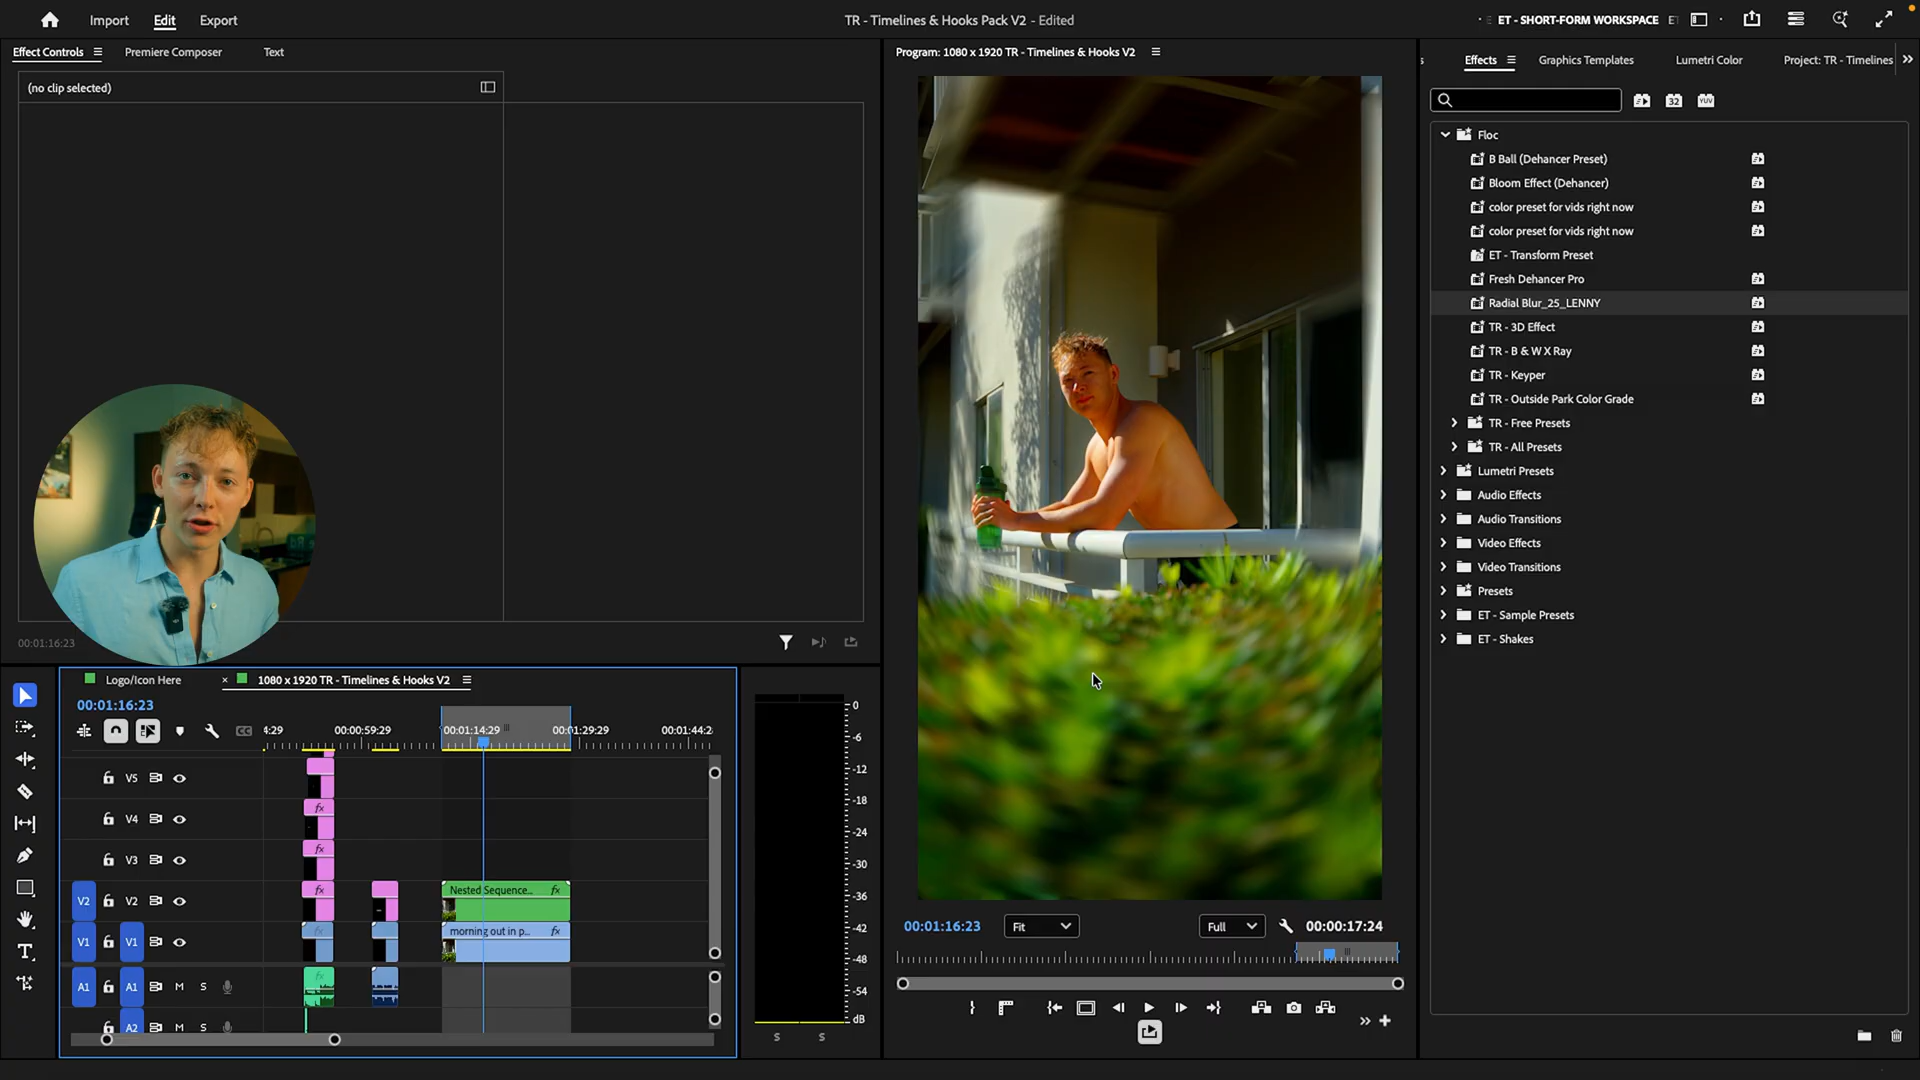 Import
Edit
Export
TR - Timelines & Hooks Pack V2 - Edited
ET - SHORT-FORM WORKSPACE
Effect Controls
Premiere Composer
Text
(no clip selected)
00:01:16:23
Program: 1080 x 1920 TR - Timelines & Hooks V2
00:01:16:23
Fit
Full
00:00:17:24
Effects
Graphics Templates
Lumetri Color
Project: TR - Timelines
32
YUV
Floc
B Ball (Dehancer Preset)
Bloom Effect (Dehancer)
color preset for vids right now
color preset for vids right now
ET - Transform Preset
Fresh Dehancer Pro
Radial Blur_25_LENNY
TR - 3D Effect
TR - B & W X Ray
TR - Keyper
TR - Outside Park Color Grade
TR - Free Presets
TR - All Presets
Lumetri Presets
Audio Effects
Audio Transitions
Video Effects
Video Transitions
Presets
ET - Sample Presets
ET - Shakes
Logo/Icon Here
1080 x 1920 TR - Timelines & Hooks V2
00:01:16:23
4:29
00:00:59:29
00:01:14:29
00:01:29:29
00:01:44:2
V5
V4
fx
V3
fx
V2
V2
fx
Nested Sequence..
fx
V1
V1
morning out in p...
fx
A1
A1
M
S
fx
A2
M
S
0
-6
-12
-18
-24
-30
-36
-42
-48
-54
dB
S
S